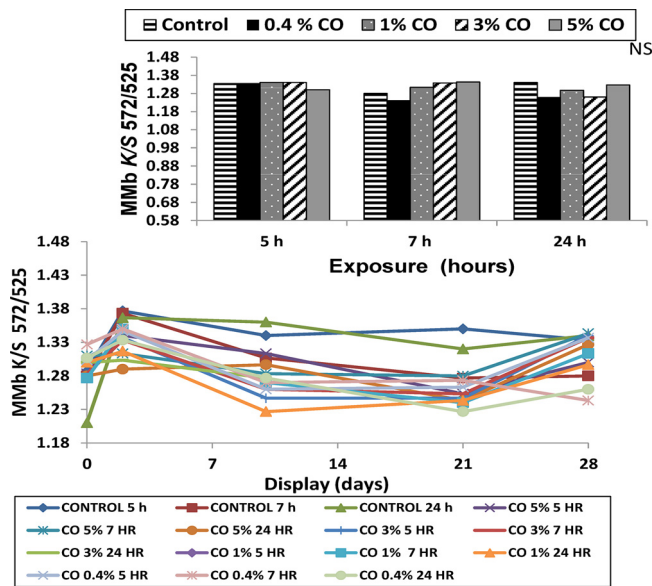 Control 0.4 % CO 1% CO 3% CO 5% CO
NS
MMb K/S 572/525
1.48
1.38
1.28
1.18
1.08
0.98
0.88
0.78
0.68
0.58
5 h 7 h 24 h
Exposure (hours)
MMb K/S 572/525
1.48
1.43
1.38
1.33
1.28
1.23
1.18
0 7 14 21 28
Display (days)
CONTROL 5 h CONTROL 7 h CONTROL 24 h CO 5% 5 HR
CO 5% 7 HR CO 5% 24 HR CO 3% 5 HR CO 3% 7 HR
CO 3% 24 HR CO 1% 5 HR CO 1% 7 HR CO 1% 24 HR
CO 0.4% 5 HR CO 0.4% 7 HR CO 0.4% 24 HR